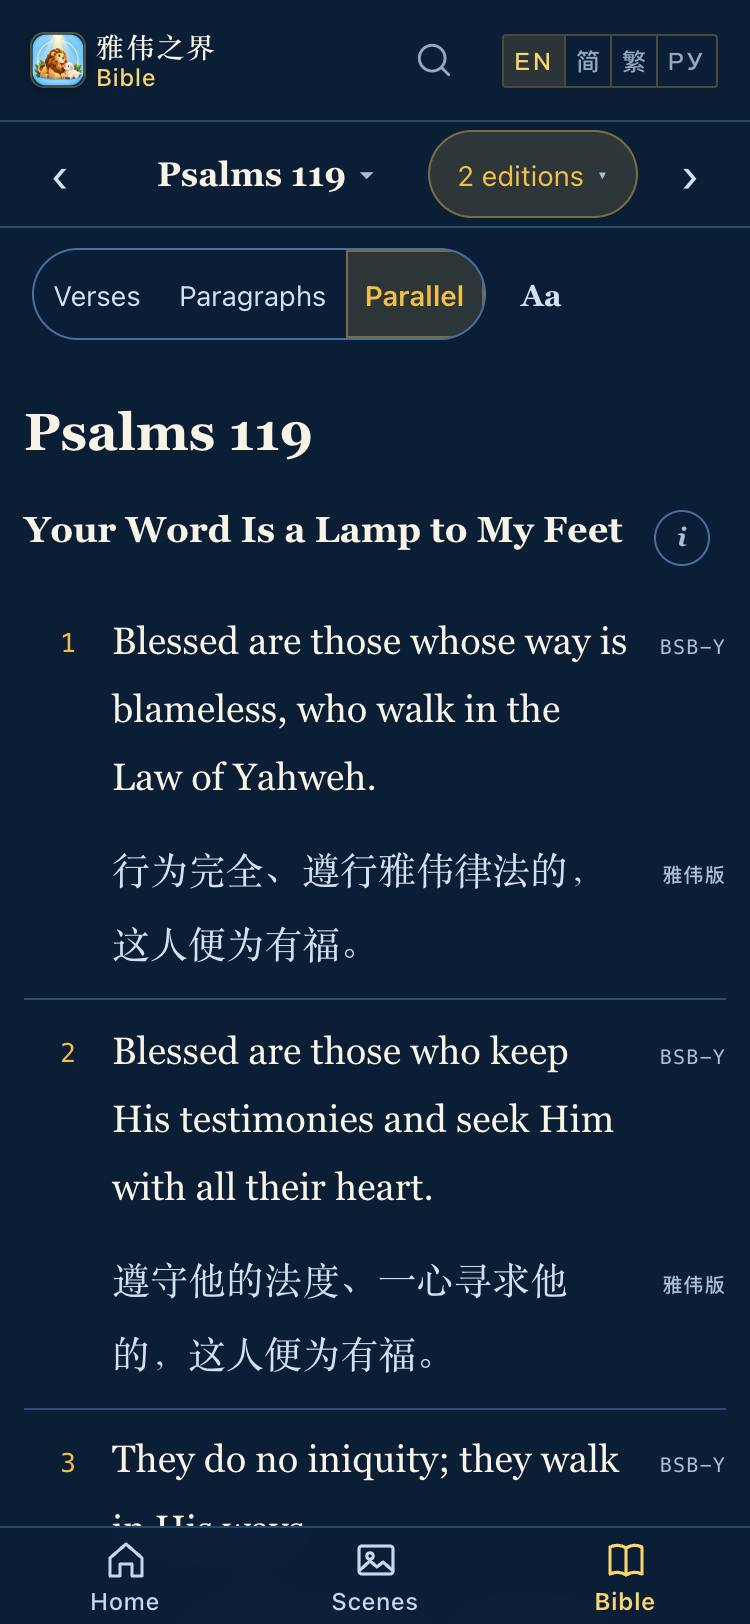 雅伟之界
Bible
EN 简 繁 РУ
‹ Psalms 119 2 editions ›
Verses Paragraphs Parallel Aa
Psalms 119
Your Word Is a Lamp to My Feet i
1 Blessed are those whose way is BSB–Y
blameless, who walk in the
Law of Yahweh.
行为完全、遵行雅伟律法的, 雅伟版
这人便为有福。
2 Blessed are those who keep BSB–Y
His testimonies and seek Him
with all their heart.
遵守他的法度、一心寻求他 雅伟版
的, 这人便为有福。
3 They do no iniquity; they walk BSB–Y
in His ways.
Home Scenes Bible